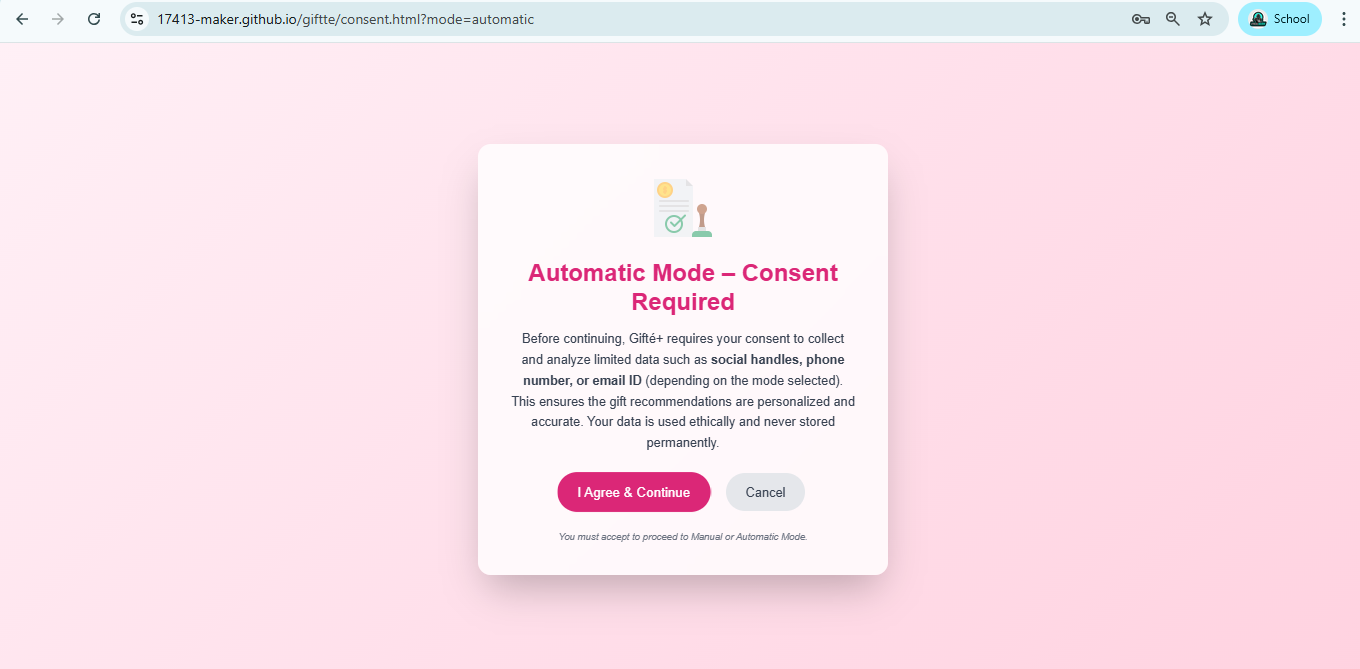 17413-maker.github.io/giftte/consent.html?mode=automatic
School
Automatic Mode – Consent
Required
Before continuing, Gifté+ requires your consent to collect
and analyze limited data such as social handles, phone
number, or email ID (depending on the mode selected).
This ensures the gift recommendations are personalized and
accurate. Your data is used ethically and never stored
permanently.
I Agree & Continue
Cancel
You must accept to proceed to Manual or Automatic Mode.